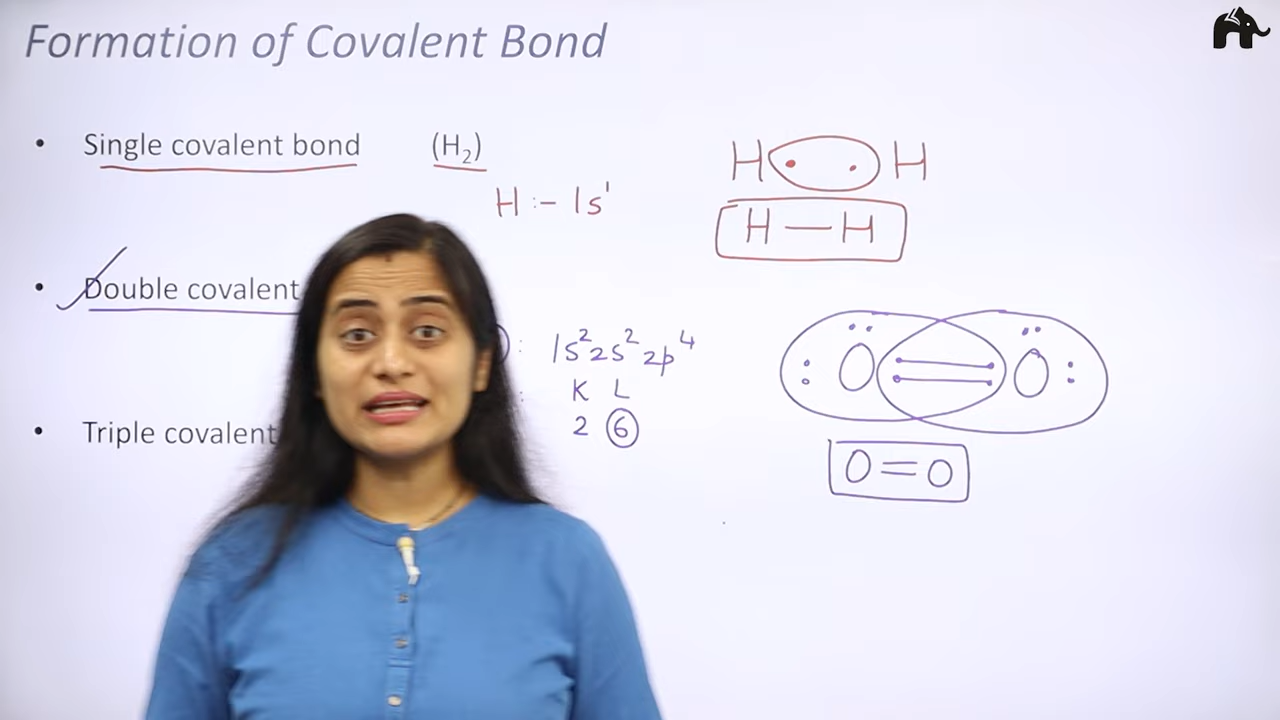 Formation of Covalent Bond
• Single covalent bond (H₂)
H :– 1s¹
H • • H
H — H
• Double covalent
: 1s² 2s² 2p⁴
: K L
2 6
O O
O = O
• Triple covalent